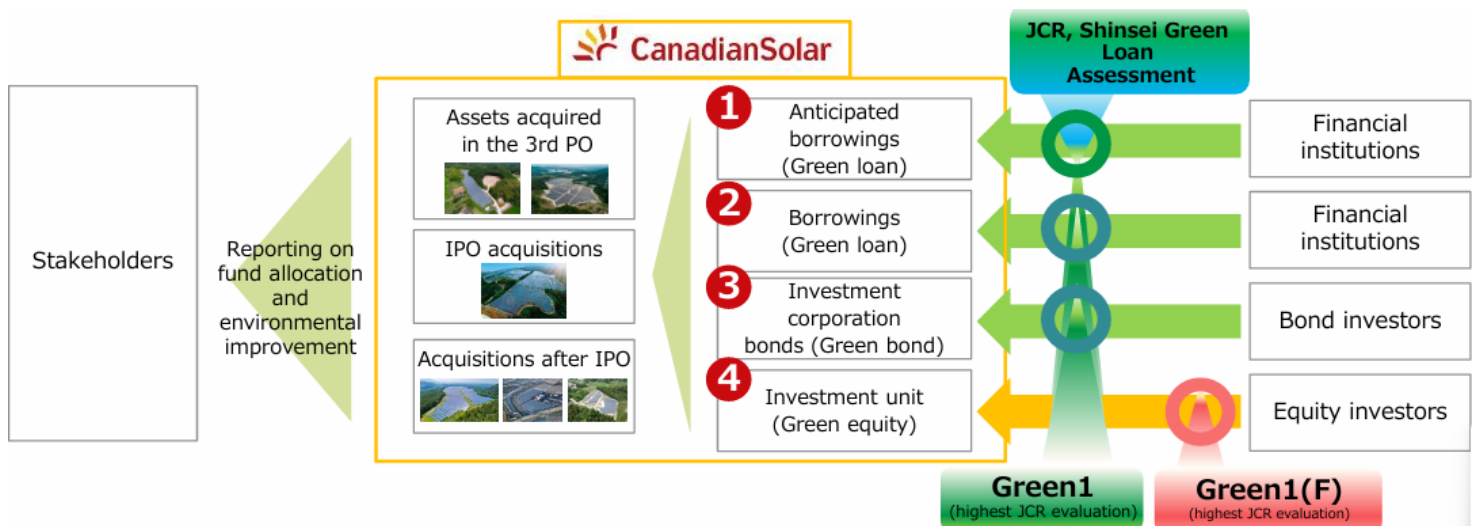 CanadianSolar
JCR, Shinsei Green
Loan
Assessment
Stakeholders
Reporting on
fund allocation
and
environmental
improvement
Assets acquired
in the 3rd PO
IPO acquisitions
Acquisitions after IPO
1
Anticipated
borrowings
(Green loan)
2
Borrowings
(Green loan)
3
Investment
corporation
bonds (Green bond)
4
Investment unit
(Green equity)
Financial
institutions
Financial
institutions
Bond investors
Equity investors
Green1
(highest JCR evaluation)
Green1(F)
(highest JCR evaluation)